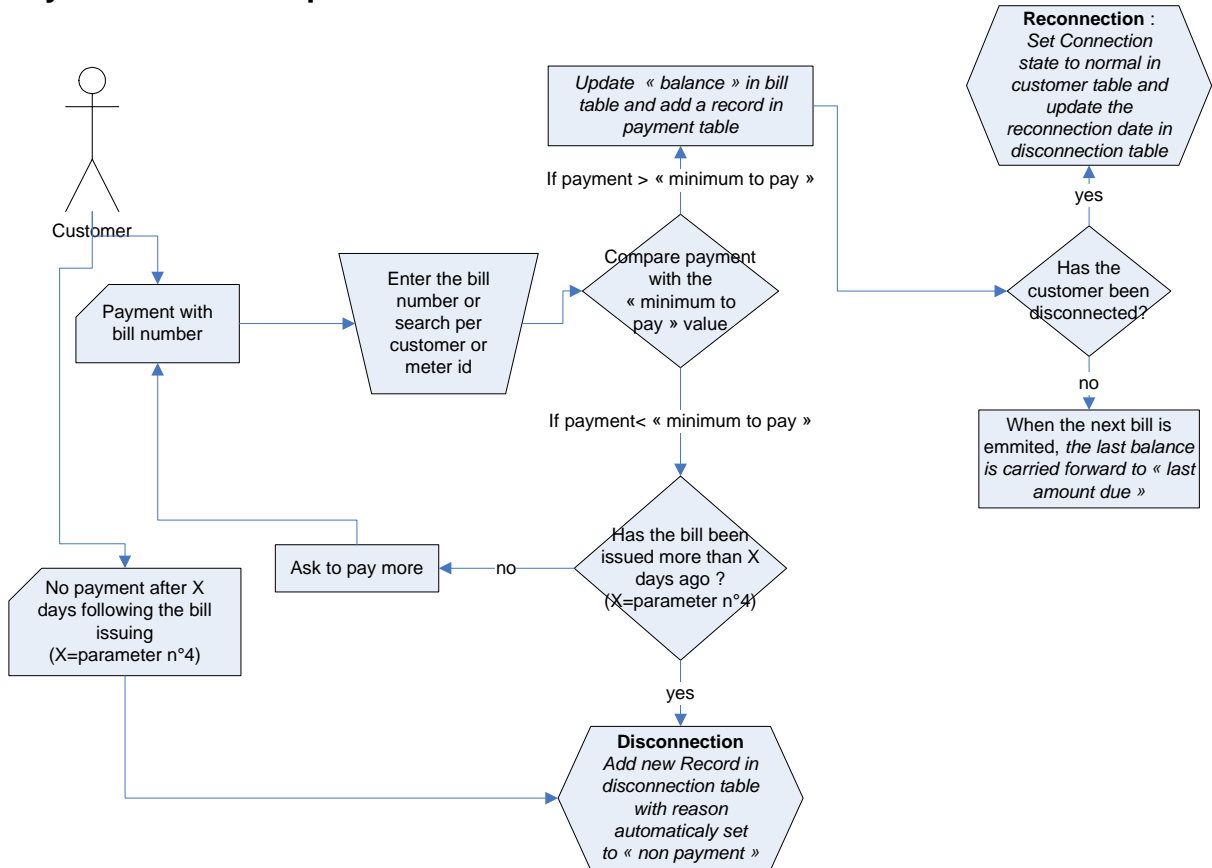 Reconnection :
Set Connection
state to normal in
customer table and
update the
reconnection date in
disconnection table
Update « balance » in bill
table and add a record in
payment table
If payment > « minimum to pay »
yes
Customer
Compare payment
with the
« minimum to
pay » value
Has the
customer been
disconnected?
Enter the bill
number or
search per
customer or
meter id
Payment with
bill number
no
If payment< « minimum to pay »
When the next bill is
emmited, the last balance
is carried forward to « last
amount due »
Has the bill been
issued more than X
days ago ?
(X=parameter n°4)
no
Ask to pay more
No payment after X
days following the bill
issuing
(X=parameter n°4)
yes
Disconnection
Add new Record in
disconnection table
with reason
automaticaly set
to « non payment »